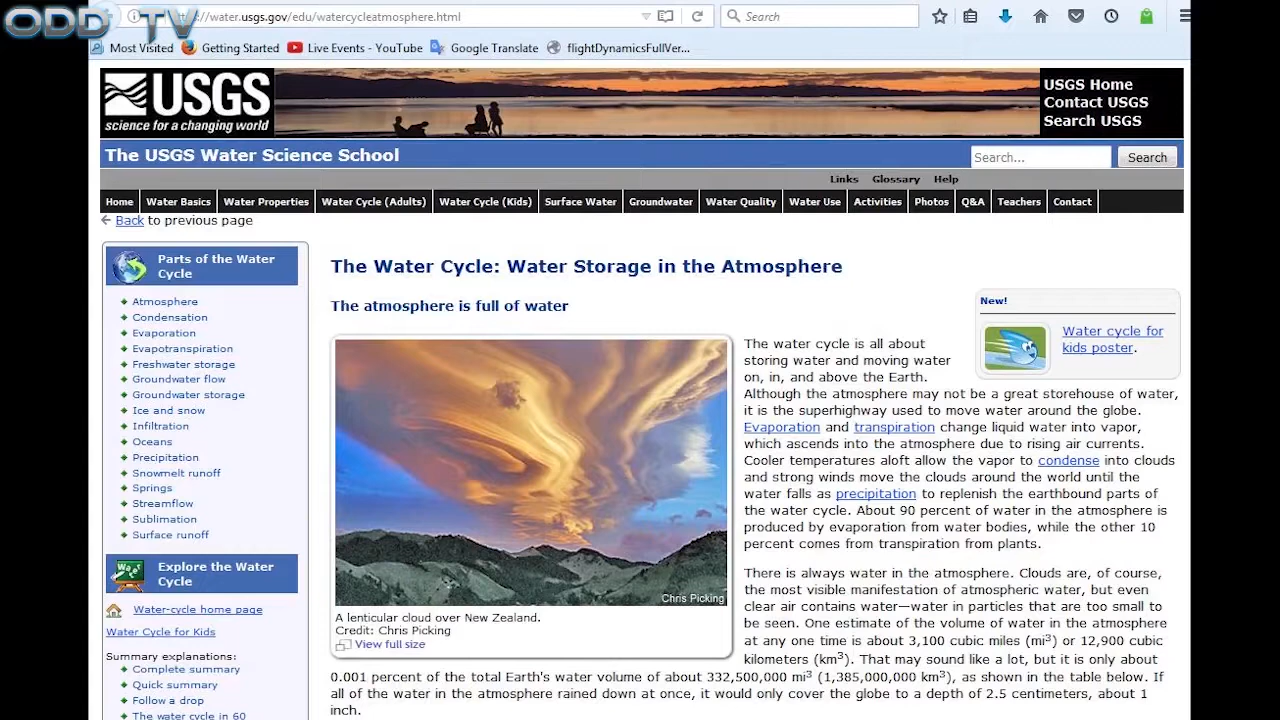 ODD TV
://water.usgs.gov/edu/watercycleatmosphere.html
Search
Most Visited
Getting Started
Live Events - YouTube
Google Translate
flightDynamicsFullVer...
USGS
science for a changing world
USGS Home
Contact USGS
Search USGS
The USGS Water Science School
Search...
Search
Links
Glossary
Help
Home
Water Basics
Water Properties
Water Cycle (Adults)
Water Cycle (Kids)
Surface Water
Groundwater
Water Quality
Water Use
Activities
Photos
Q&A
Teachers
Contact
Back to previous page
Parts of the Water
Cycle
Atmosphere
Condensation
Evaporation
Evapotranspiration
Freshwater storage
Groundwater flow
Groundwater storage
Ice and snow
Infiltration
Oceans
Precipitation
Snowmelt runoff
Springs
Streamflow
Sublimation
Surface runoff
Explore the Water
Cycle
Water-cycle home page
Water Cycle for Kids
Summary explanations:
Complete summary
Quick summary
Follow a drop
The water cycle in 60
The Water Cycle: Water Storage in the Atmosphere
The atmosphere is full of water
Chris Picking
A lenticular cloud over New Zealand.
Credit: Chris Picking
View full size
New!
Water cycle for
kids poster.
The water cycle is all about
storing water and moving water
on, in, and above the Earth.
Although the atmosphere may not be a great storehouse of water,
it is the superhighway used to move water around the globe.
Evaporation and transpiration change liquid water into vapor,
which ascends into the atmosphere due to rising air currents.
Cooler temperatures aloft allow the vapor to condense into clouds
and strong winds move the clouds around the world until the
water falls as precipitation to replenish the earthbound parts of
the water cycle. About 90 percent of water in the atmosphere is
produced by evaporation from water bodies, while the other 10
percent comes from transpiration from plants.
There is always water in the atmosphere. Clouds are, of course,
the most visible manifestation of atmospheric water, but even
clear air contains water—water in particles that are too small to
be seen. One estimate of the volume of water in the atmosphere
at any one time is about 3,100 cubic miles (mi³) or 12,900 cubic
kilometers (km³). That may sound like a lot, but it is only about
0.001 percent of the total Earth's water volume of about 332,500,000 mi³ (1,385,000,000 km³), as shown in the table below. If
all of the water in the atmosphere rained down at once, it would only cover the globe to a depth of 2.5 centimeters, about 1
inch.